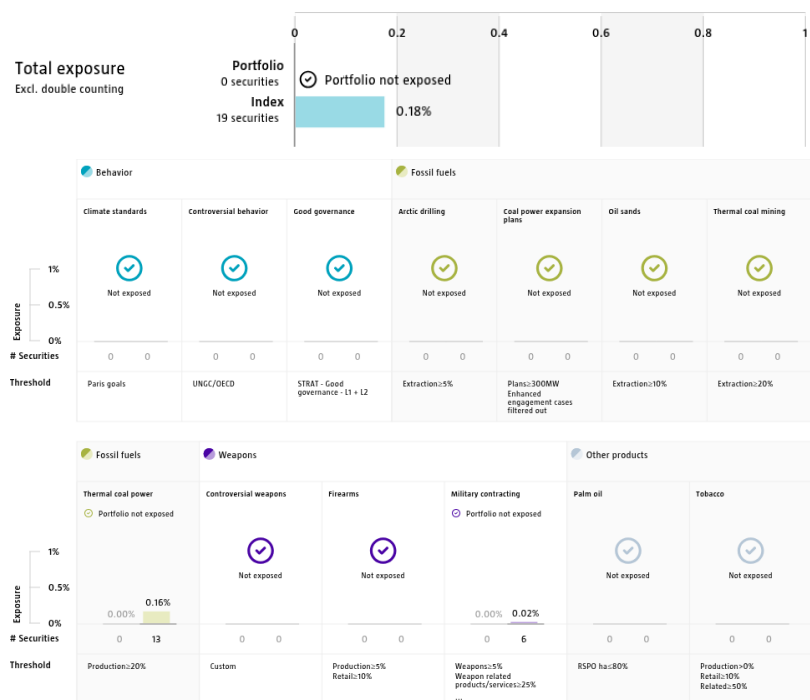 0 0.2 0.4 0.6 0.8 1
Total exposure
Excl. double counting
Portfolio
0 securities
Portfolio not exposed
Index
19 securities
0.18%
Behavior Fossil fuels
Climate standards Controversial behavior Good governance Arctic drilling Coal power expansion plans Oil sands Thermal coal mining
Not exposed Not exposed Not exposed Not exposed Not exposed Not exposed Not exposed
Exposure
1%
0.5%
0%
# Securities 0 0 0 0 0 0 0 0 0 0 0 0 0 0
Threshold
Paris goals
UNGC/OECD
STRAT - Good
governance - L1 + L2
Extraction≥5%
Plans≥300MW
Enhanced
engagement cases
filtered out
Extraction≥10%
Extraction≥20%
Fossil fuels Weapons Other products
Thermal coal power Controversial weapons Firearms Military contracting Palm oil Tobacco
Portfolio not exposed Portfolio not exposed
Not exposed Not exposed Not exposed Not exposed
Exposure
1%
0.5%
0%
0.00% 0.16% 0.00% 0.02%
# Securities 0 13 0 0 0 0 0 6 0 0 0 0
Threshold
Production≥20%
Custom
Production≥5%
Retail≥10%
Weapons≥5%
Weapon related
products/services≥25%
RSPO ha≤80%
Production>0%
Retail≥10%
Related≥50%